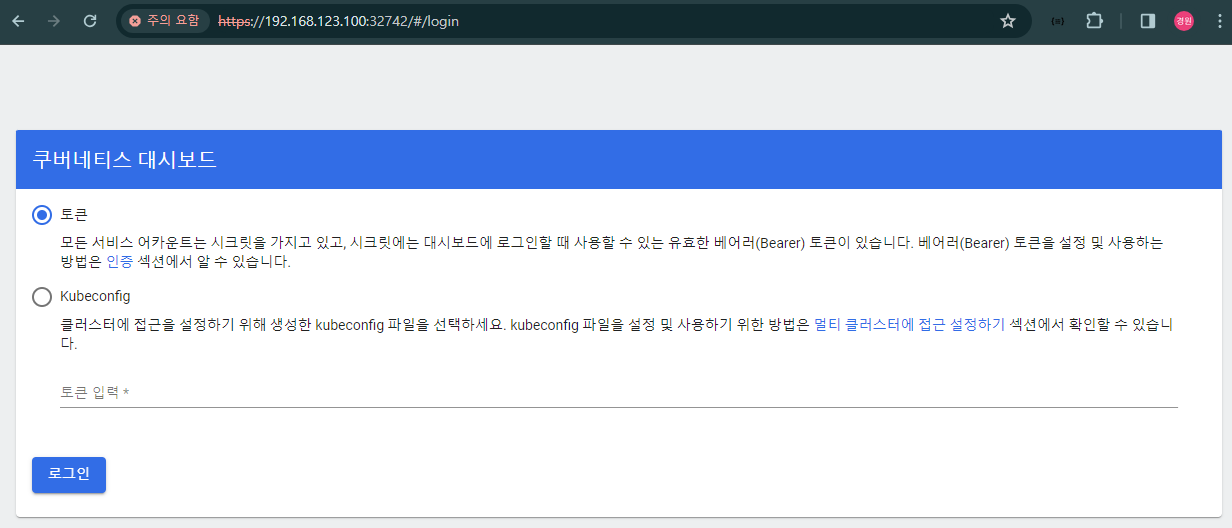 주의 요함 https://192.168.123.100:32742/#/login
경원
쿠버네티스 대시보드
토큰
모든 서비스 어카운트는 시크릿을 가지고 있고, 시크릿에는 대시보드에 로그인할 때 사용할 수 있는 유효한 베어러(Bearer) 토큰이 있습니다. 베어러(Bearer) 토큰을 설정 및 사용하는
방법은 인증 섹션에서 알 수 있습니다.
Kubeconfig
클러스터에 접근을 설정하기 위해 생성한 kubeconfig 파일을 선택하세요. kubeconfig 파일을 설정 및 사용하기 위한 방법은 멀티 클러스터에 접근 설정하기 섹션에서 확인할 수 있습니
다.
토큰 입력 *
로그인